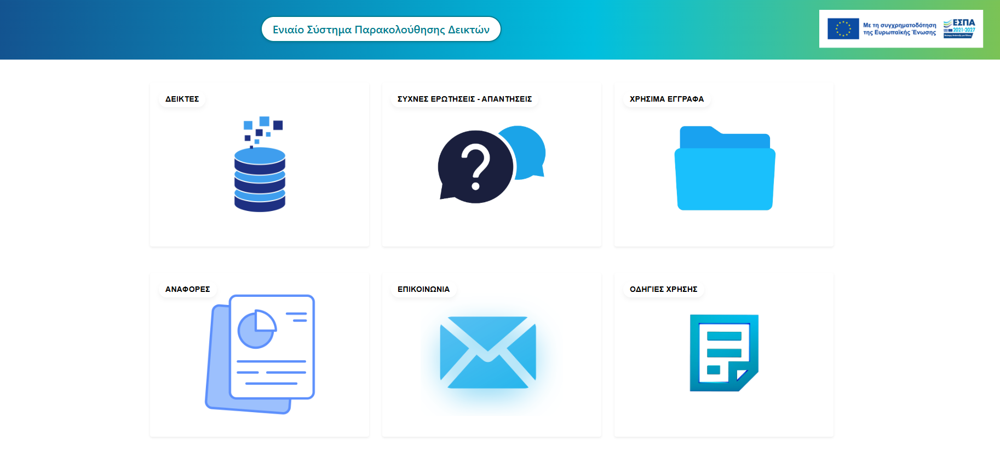 Ενιαίο Σύστημα Παρακολούθησης Δεικτών
Με τη συγχρηματοδότηση
της Ευρωπαϊκής Ένωσης
ΕΣΠΑ
2021-2027
ΔΕΙΚΤΕΣ
ΣΥΧΝΕΣ ΕΡΩΤΗΣΕΙΣ - ΑΠΑΝΤΗΣΕΙΣ
ΧΡΗΣΙΜΑ ΕΓΓΡΑΦΑ
ΑΝΑΦΟΡΕΣ
ΕΠΙΚΟΙΝΩΝΙΑ
ΟΔΗΓΙΕΣ ΧΡΗΣΗΣ